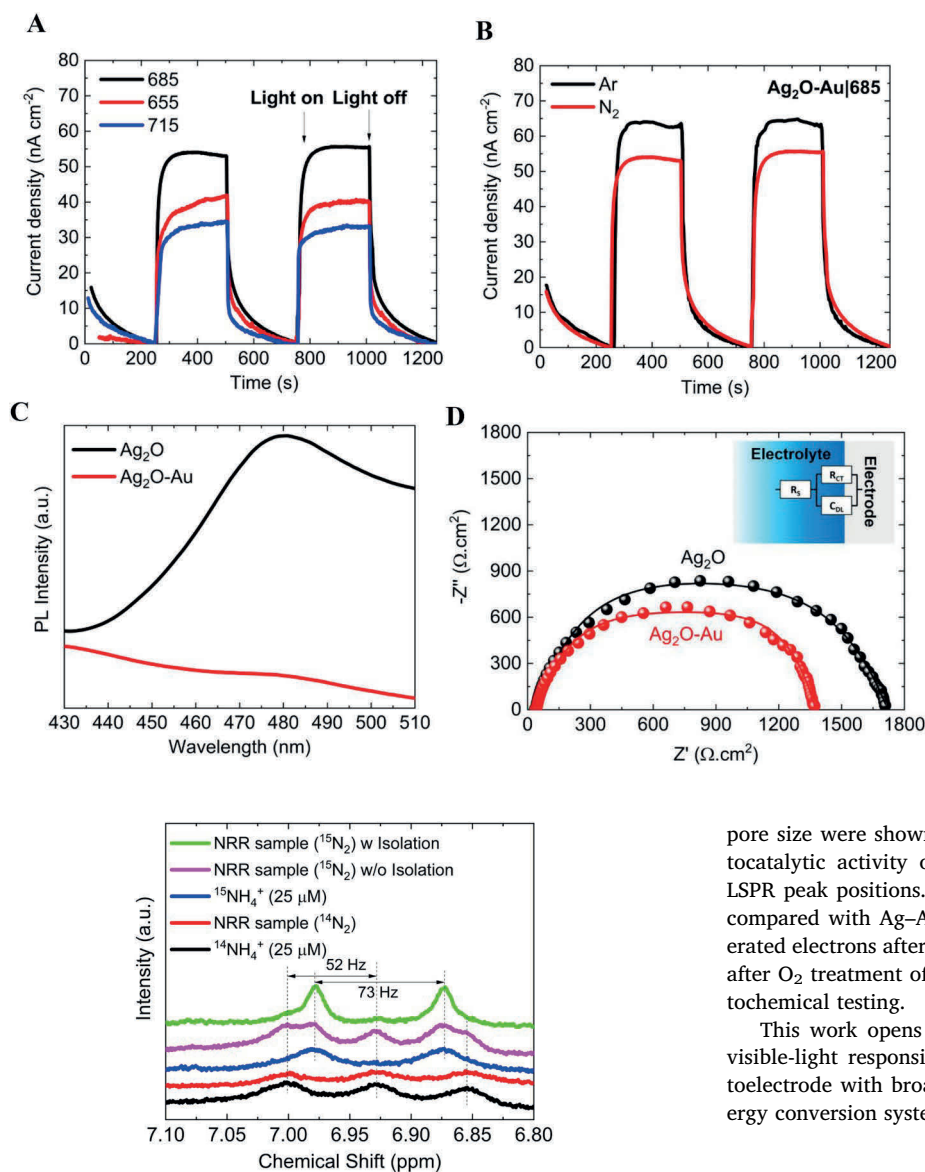 A
80
70
60
50
40
30
20
10
0
685
655
715
Light on Light off
0 200 400 600 800 1000 1200
Time (s)
Current density (nA cm⁻²)
B
80
70
60
50
40
30
20
10
0
Ar
N₂
Ag₂O-Au|685
0 200 400 600 800 1000 1200
Time (s)
Current density (nA cm⁻²)
C
Ag₂O
Ag₂O-Au
PL Intensity (a.u.)
430 440 450 460 470 480 490 500 510
Wavelength (nm)
D
1800
1500
1200
900
600
300
0
-Z'' (Ω.cm²)
Electrolyte
Electrode
R_S
R_CT
C_DL
Ag₂O
Ag₂O-Au
0 300 600 900 1200 1500 1800
Z' (Ω.cm²)
NRR sample (¹⁵N₂) w Isolation
NRR sample (¹⁵N₂) w/o Isolation
¹⁵NH₄⁺ (25 μM)
NRR sample (¹⁴N₂)
¹⁴NH₄⁺ (25 μM)
52 Hz
73 Hz
Intensity (a.u.)
7.10 7.05 7.00 6.95 6.90 6.85 6.80
Chemical Shift (ppm)
pore size were shown
tocatalytic activity o
LSPR peak positions.
compared with Ag–A
erated electrons after
after O₂ treatment of
tochemical testing.
This work opens
visible-light responsi
toelectrode with broa
ergy conversion syste